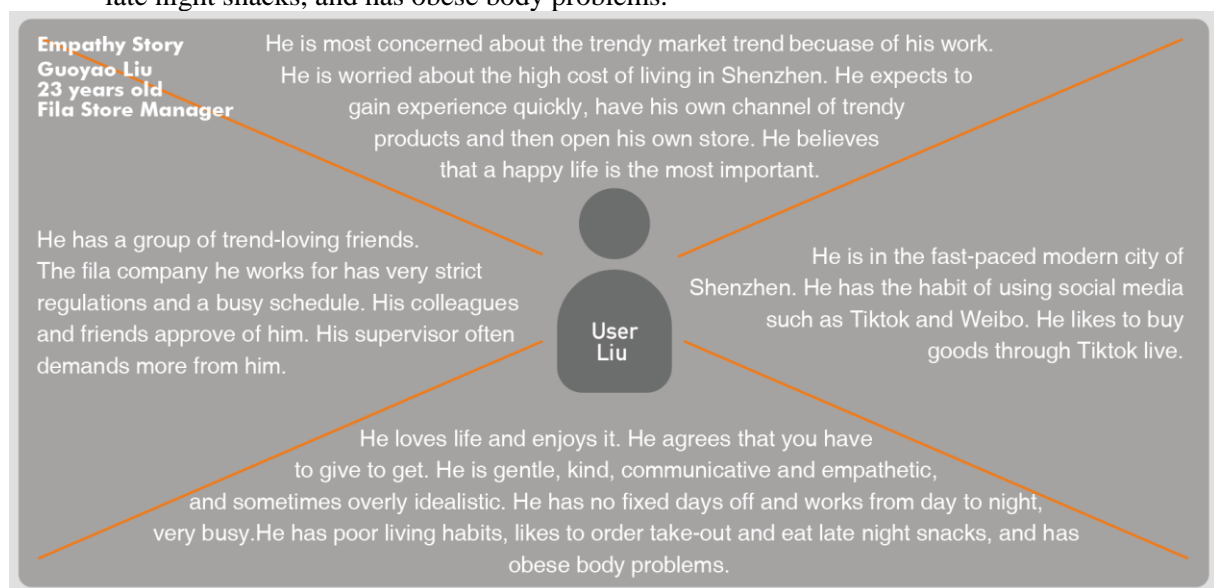 late night snacks, and has obese body problems.
Empathy Story
Guoyao Liu
23 years old
Fila Store Manager
He is most concerned about the trendy market trend becuase of his work.
He is worried about the high cost of living in Shenzhen. He expects to
gain experience quickly, have his own channel of trendy
products and then open his own store. He believes
that a happy life is the most important.
He has a group of trend-loving friends.
The fila company he works for has very strict
regulations and a busy schedule. His colleagues
and friends approve of him. His supervisor often
demands more from him.
User
Liu
He is in the fast-paced modern city of
Shenzhen. He has the habit of using social media
such as Tiktok and Weibo. He likes to buy
goods through Tiktok live.
He loves life and enjoys it. He agrees that you have
to give to get. He is gentle, kind, communicative and empathetic,
and sometimes overly idealistic. He has no fixed days off and works from day to night,
very busy.He has poor living habits, likes to order take-out and eat late night snacks, and has
obese body problems.